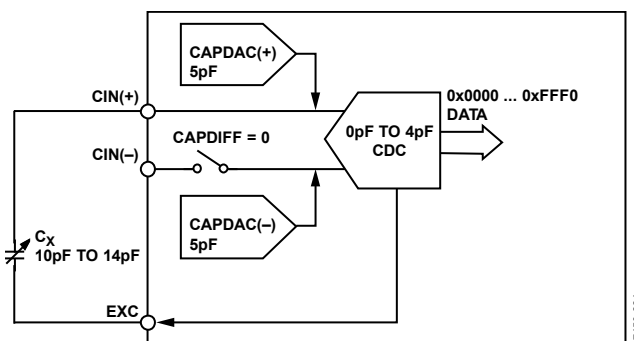 CAPDAC(+)
5pF
CIN(+)
0x0000 ... 0xFFF0
DATA
CAPDIFF = 0
0pF TO 4pF
CDC
CIN(–)
CAPDAC(–)
5pF
CX
10pF TO 14pF
EXC